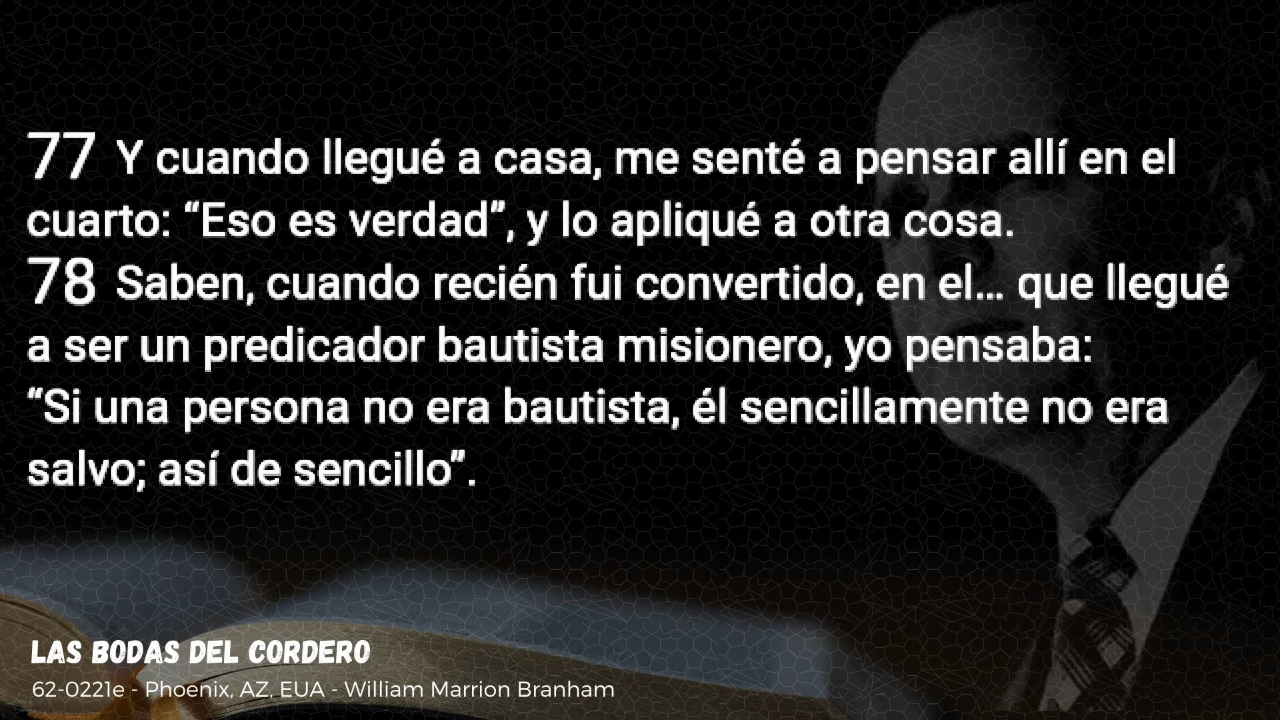 77 Y cuando llegué a casa, me senté a pensar allí en el
cuarto: “Eso es verdad”, y lo apliqué a otra cosa.
78 Saben, cuando recién fui convertido, en el... que llegué
a ser un predicador bautista misionero, yo pensaba:
“Si una persona no era bautista, él sencillamente no era
salvo; así de sencillo”.
LAS BODAS DEL CORDERO
62-0221e - Phoenix, AZ, EUA - William Marrion Branham